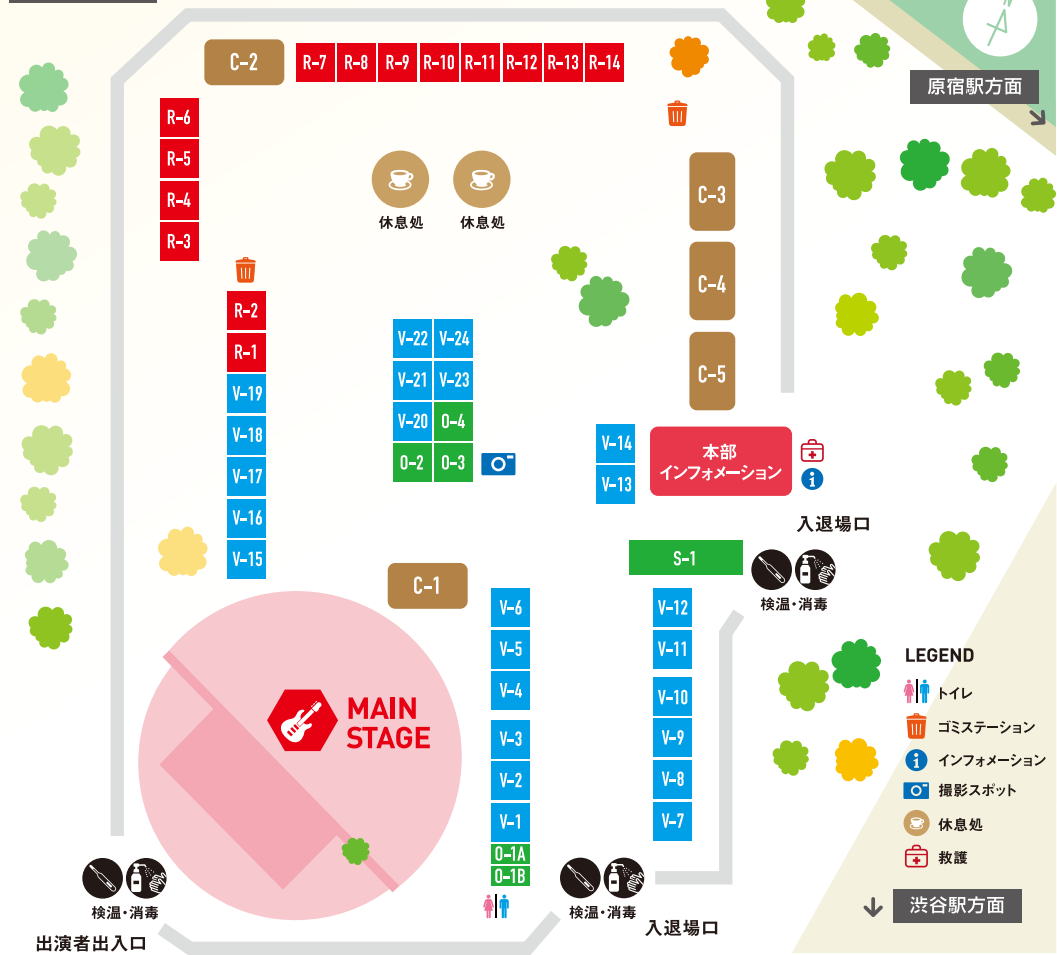 C-2
R-7
R-8
R-9
R-10
R-11
R-12
R-13
R-14
原宿駅方面
R-6
R-5
R-4
R-3
休息処
休息処
C-3
C-4
C-5
R-2
R-1
V-19
V-18
V-17
V-16
V-15
V-22
V-24
V-21
V-23
V-20
O-4
O-2
O-3
V-14
V-13
本部
インフォメーション
入退場口
S-1
検温・消毒
C-1
V-6
V-5
V-4
V-3
V-2
V-1
O-1A
O-1B
V-12
V-11
V-10
V-9
V-8
V-7
MAIN
STAGE
LEGEND
トイレ
ゴミステーション
インフォメーション
撮影スポット
休息処
救護
渋谷駅方面
検温・消毒
出演者出入口
検温・消毒
入退場口